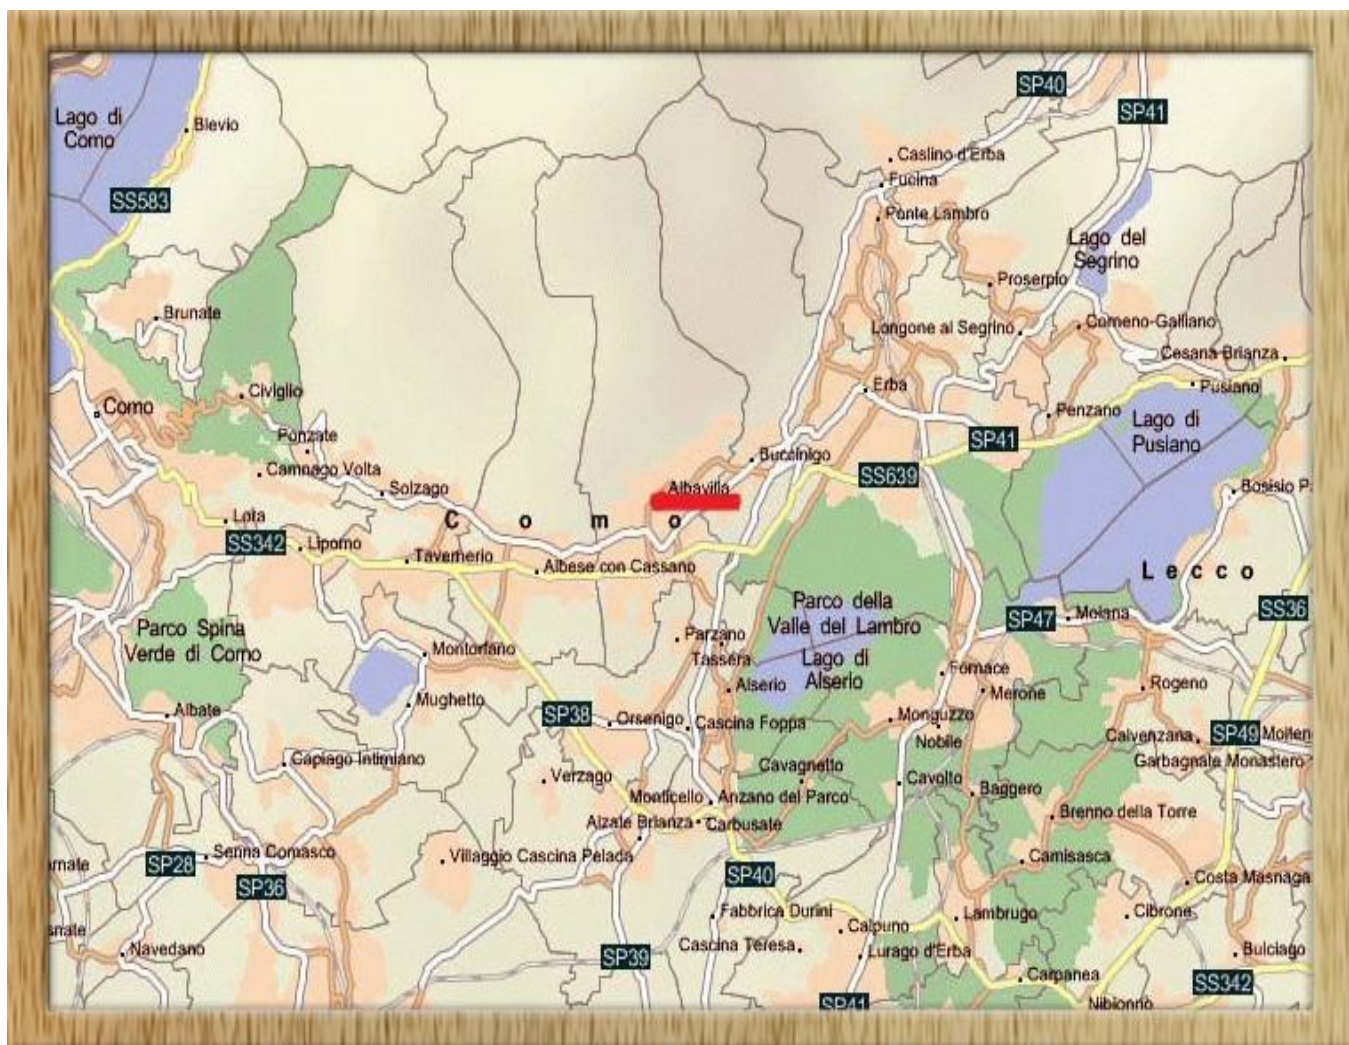 SP40
SP41
Lago di
Como
Blevio
Caslino d'Erba
Fucina
SS583
Ponte Lambro
Lago del
Segrino
Proserpio
Brunate
Longone al Segrino
Comeno-Galliano
Cesana Brianza
Civiglio
Erba
Pusiano
Como
Penzano
Lago di
Pusiano
Ponzate
SP41
Camnago Volta
Buccinigo
SS639
Solzago
Albavilla
Bosisio Pa
Lota
C o m o
SS342
Lipomo
Tavernerio
Albese con Cassano
L e c c o
Parco della
Valle del Lambro
SP47
Moiana
SS36
Parco Spina
Verde di Como
Parzano
Montorfano
Tassera
Lago di
Alserio
Fornace
Alserio
Merone
Rogeno
Mughetto
Albate
SP38
Orsenigo
Cascina Foppa
Monguzzo
Nobile
Calvenzana
SP49
Molten
Capiago Intimiano
Cavagnetto
Garbagnate Monastero
Verzago
Cavolto
Baggero
Monticello
Anzano del Parco
Brenno della Torre
Alzate Brianza
Carbusate
Senna Comasco
Villaggio Cascina Pelada
Camisasca
SP28
SP36
SP40
Costa Masnaga
Fabbrica Durini
Lambrugo
Cibrone
Calpuno
snate
Navedano
Cascina Teresa
Lurago d'Erba
Bulciago
SP39
Carpanea
SS342
SP41
Nibionno